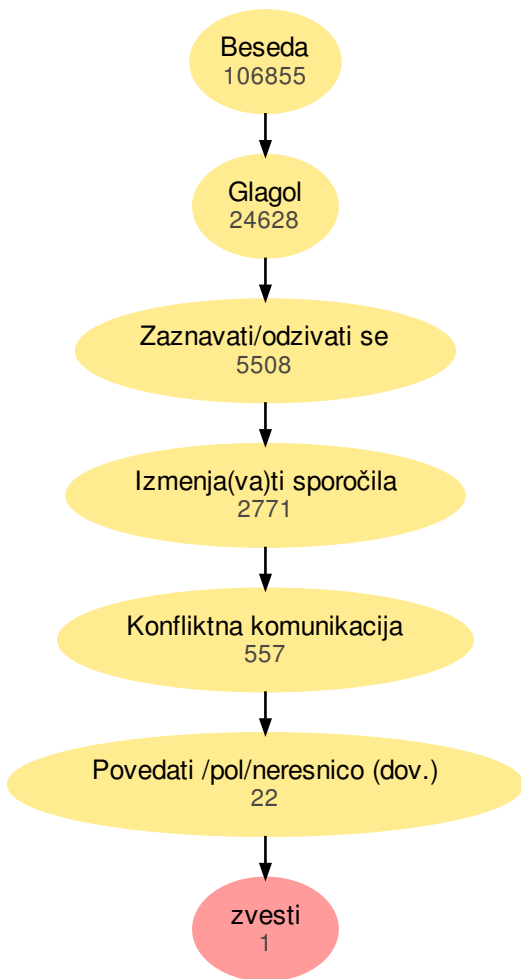 Beseda
106855
Glagol
24628
Zaznavati/odzivati se
5508
Izmenja(va)ti sporočila
2771
Konfliktna komunikacija
557
Povedati /pol/neresnico (dov.)
22
zvesti
1